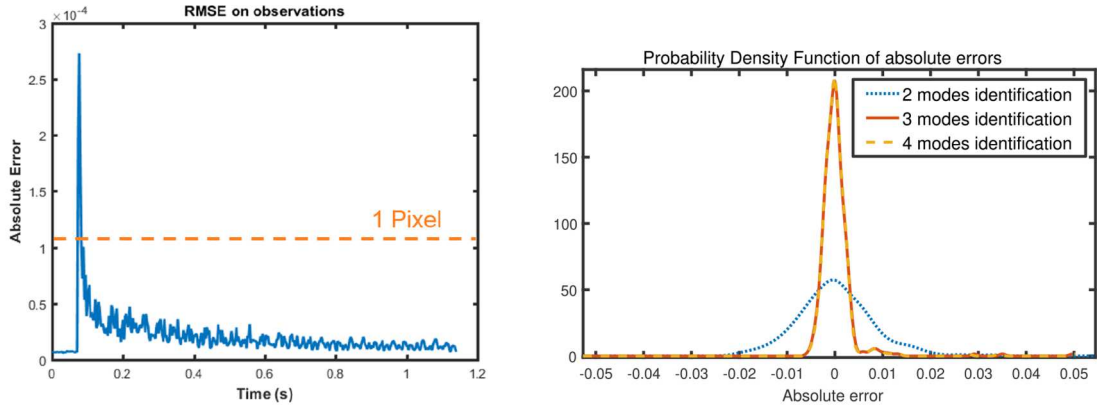 RMSE on observations
×10⁻⁴
3
2.5
2
1.5
1
0.5
0
Absolute Error
1 Pixel
0 0.2 0.4 0.6 0.8 1 1.2
Time (s)
Probability Density Function of absolute errors
200
150
100
50
0
2 modes identification
3 modes identification
4 modes identification
-0.05 -0.04 -0.03 -0.02 -0.01 0 0.01 0.02 0.03 0.04 0.05
Absolute error